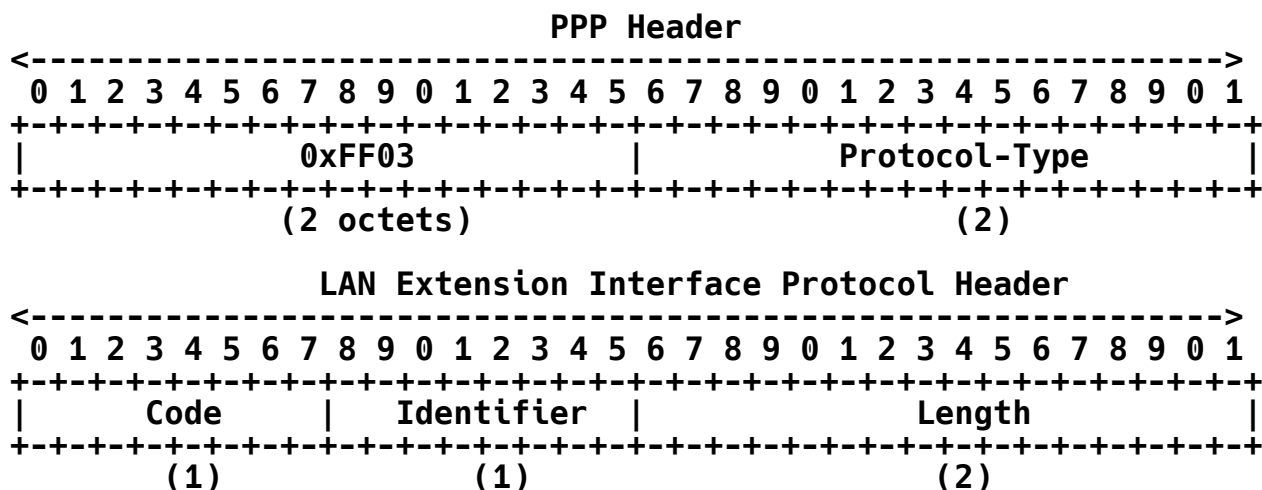 PPP Header
<-------------------------------------------------------------->
0 1 2 3 4 5 6 7 8 9 0 1 2 3 4 5 6 7 8 9 0 1 2 3 4 5 6 7 8 9 0 1
+-+-+-+-+-+-+-+-+-+-+-+-+-+-+-+-+-+-+-+-+-+-+-+-+-+-+-+-+-+-+-+-+
| 0xFF03 | Protocol-Type |
+-+-+-+-+-+-+-+-+-+-+-+-+-+-+-+-+-+-+-+-+-+-+-+-+-+-+-+-+-+-+-+-+
(2 octets) (2)
LAN Extension Interface Protocol Header
<-------------------------------------------------------------->
0 1 2 3 4 5 6 7 8 9 0 1 2 3 4 5 6 7 8 9 0 1 2 3 4 5 6 7 8 9 0 1
+-+-+-+-+-+-+-+-+-+-+-+-+-+-+-+-+-+-+-+-+-+-+-+-+-+-+-+-+-+-+-+-+
| Code | Identifier | Length |
+-+-+-+-+-+-+-+-+-+-+-+-+-+-+-+-+-+-+-+-+-+-+-+-+-+-+-+-+-+-+-+-+
(1) (1) (2)